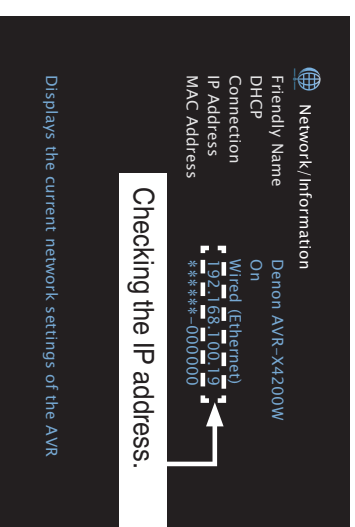 Network/Information
Friendly Name Denon AVR-X4200W
DHCP On
Connection Wired (Ethernet)
IP Address 192.168.100.19
MAC Address ******-000000
Checking the IP address.
Displays the current network settings of the AVR